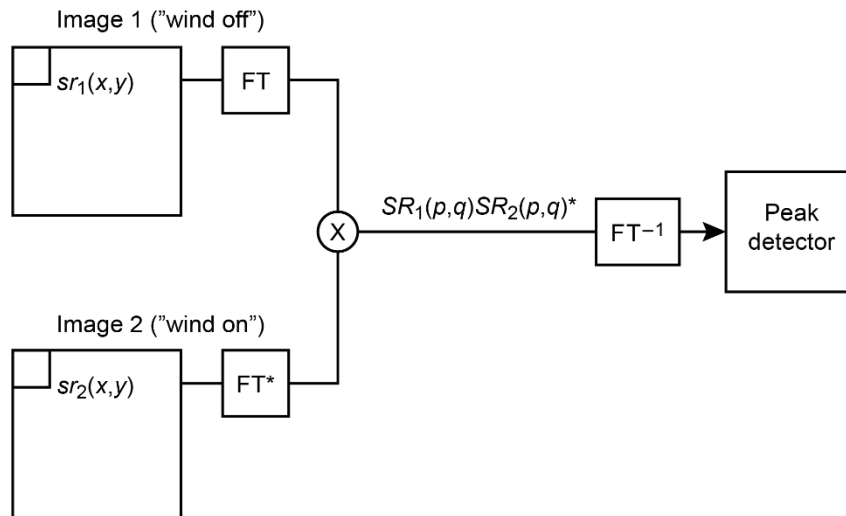 Image 1 (”wind off”)
sr₁(x,y)
FT
SR₁(p,q)SR₂(p,q)*
X
FT⁻¹
Peak
detector
Image 2 (”wind on”)
sr₂(x,y)
FT*